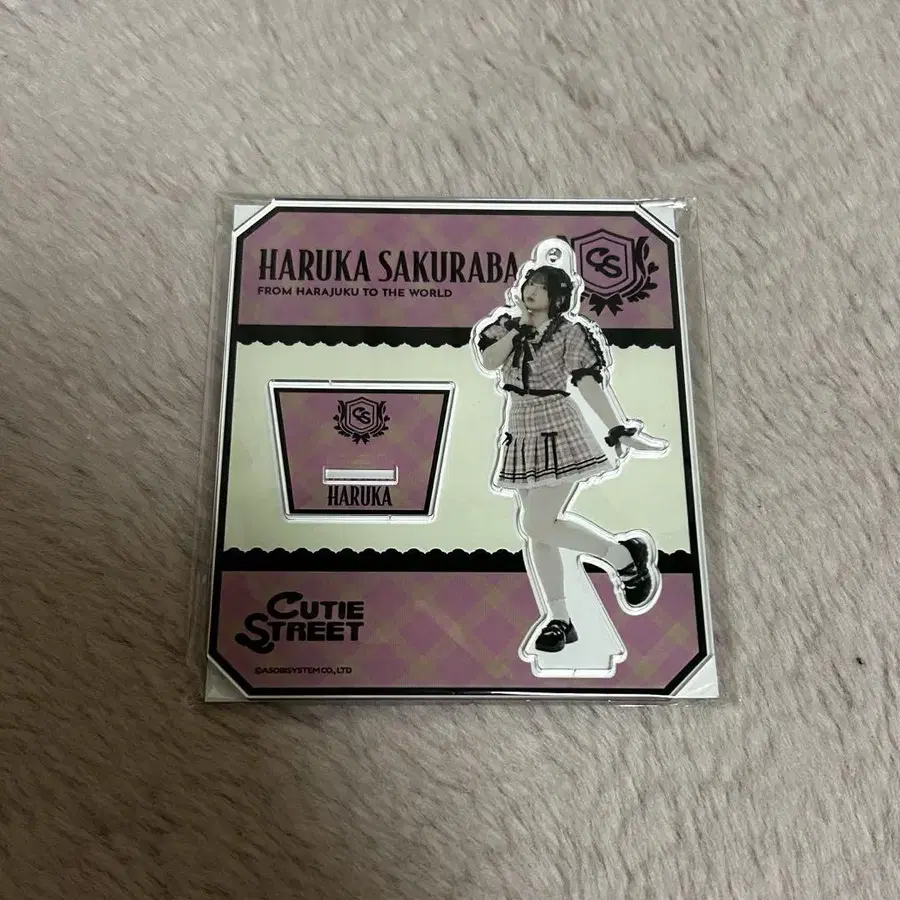 HARUKA SAKURABA
FROM HARAJUKU TO THE WORLD
CS
CS
HARUKA
CUTIE
STREET
©ASOBISYSTEM CO., LTD